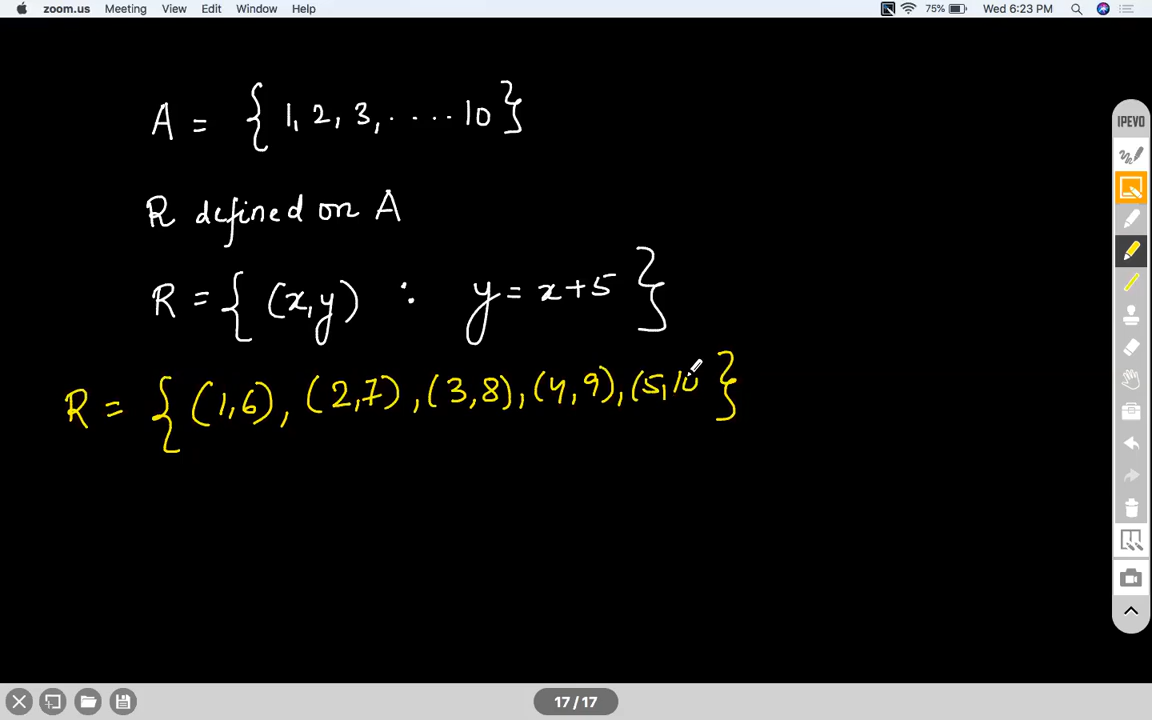 zoom.us Meeting View Edit Window Help 75% Wed 6:23 PM
A = { 1, 2, 3, ..... 10 }
R defined on A
R = { (x,y) : y = x+5 }
R = { (1,6), (2,7), (3,8), (4,9), (5,10 }
IPEVO
17 / 17